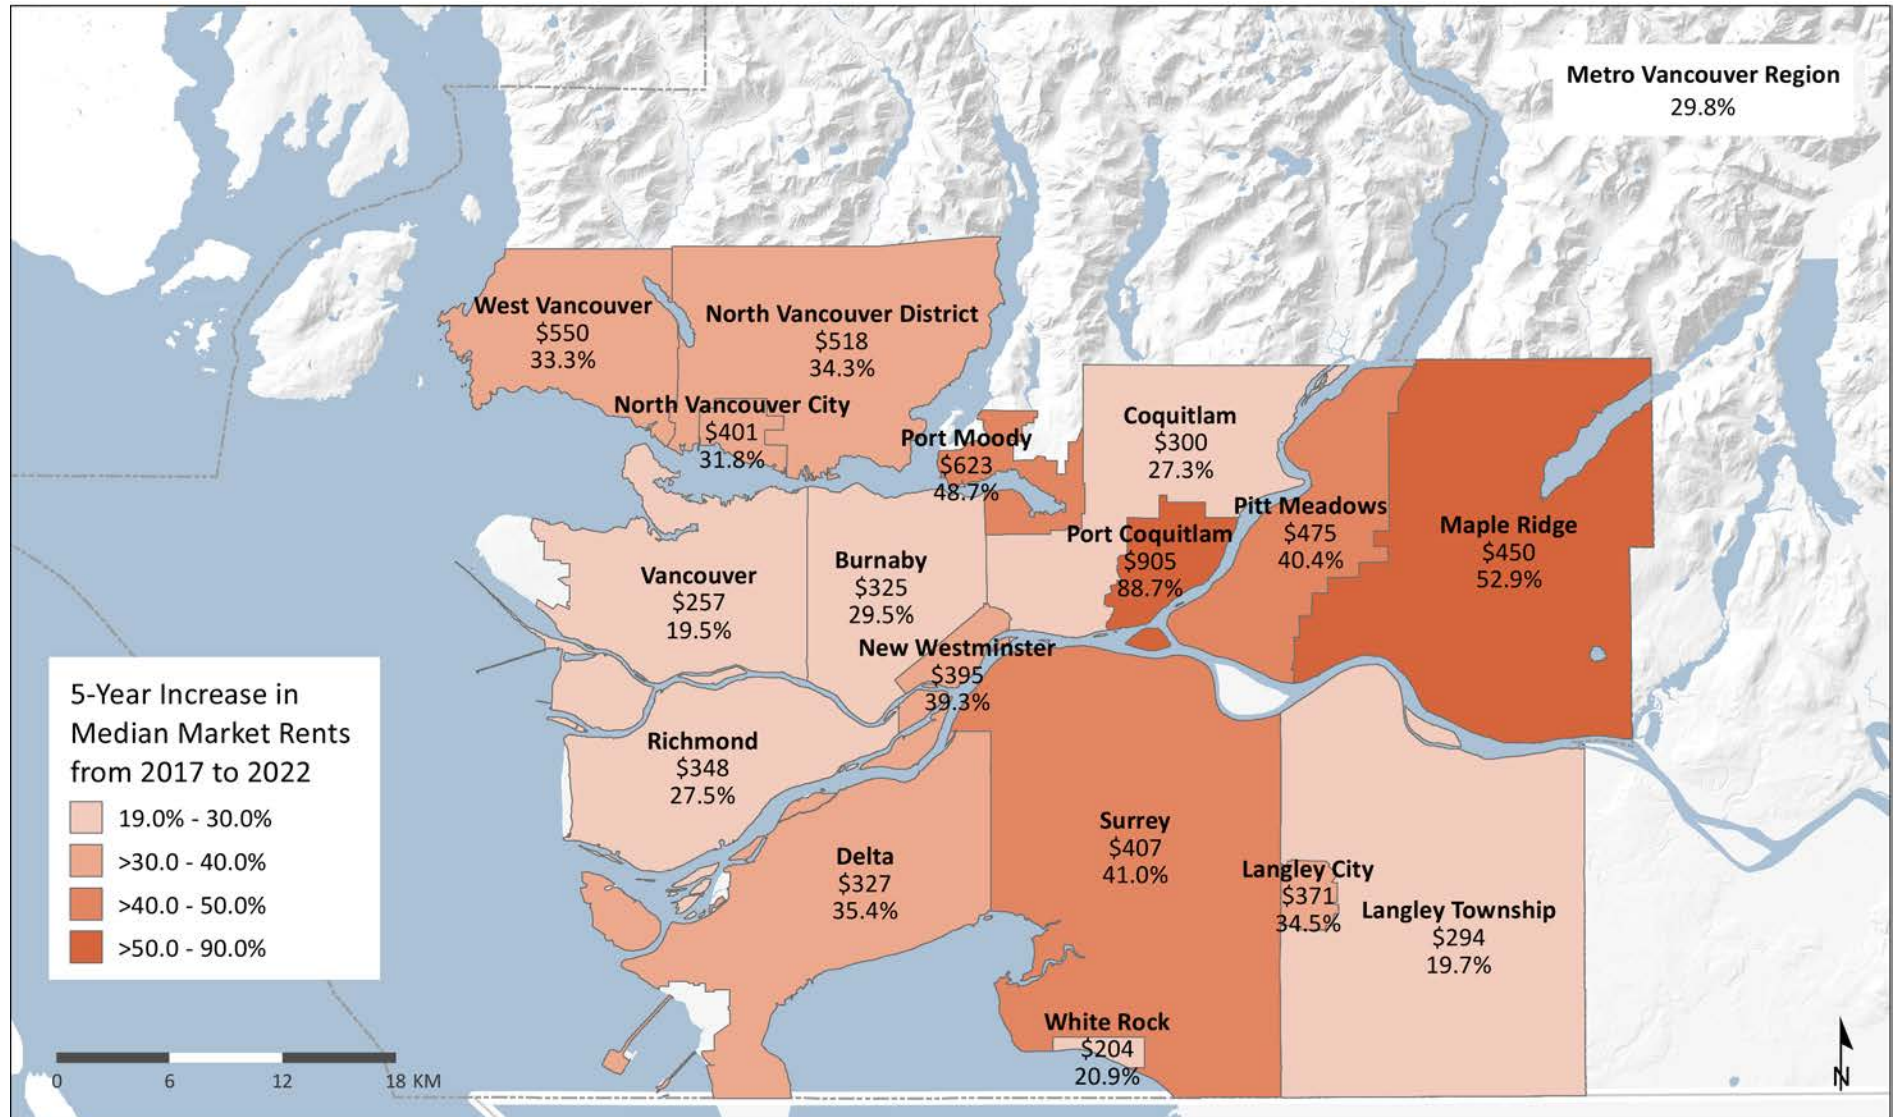 Metro Vancouver Region
29.8%
West Vancouver
$550
33.3%
North Vancouver District
$518
34.3%
North Vancouver City
$401
31.8%
Port Moody
$623
48.7%
Coquitlam
$300
27.3%
Port Coquitlam
$905
88.7%
Pitt Meadows
$475
40.4%
Maple Ridge
$450
52.9%
Vancouver
$257
19.5%
Burnaby
$325
29.5%
New Westminster
$395
39.3%
Richmond
$348
27.5%
Delta
$327
35.4%
Surrey
$407
41.0%
Langley City
$371
34.5%
Langley Township
$294
19.7%
White Rock
$204
20.9%
5-Year Increase in
Median Market Rents
from 2017 to 2022
19.0% - 30.0%
>30.0 - 40.0%
>40.0 - 50.0%
>50.0 - 90.0%
0 6 12 18 KM
N